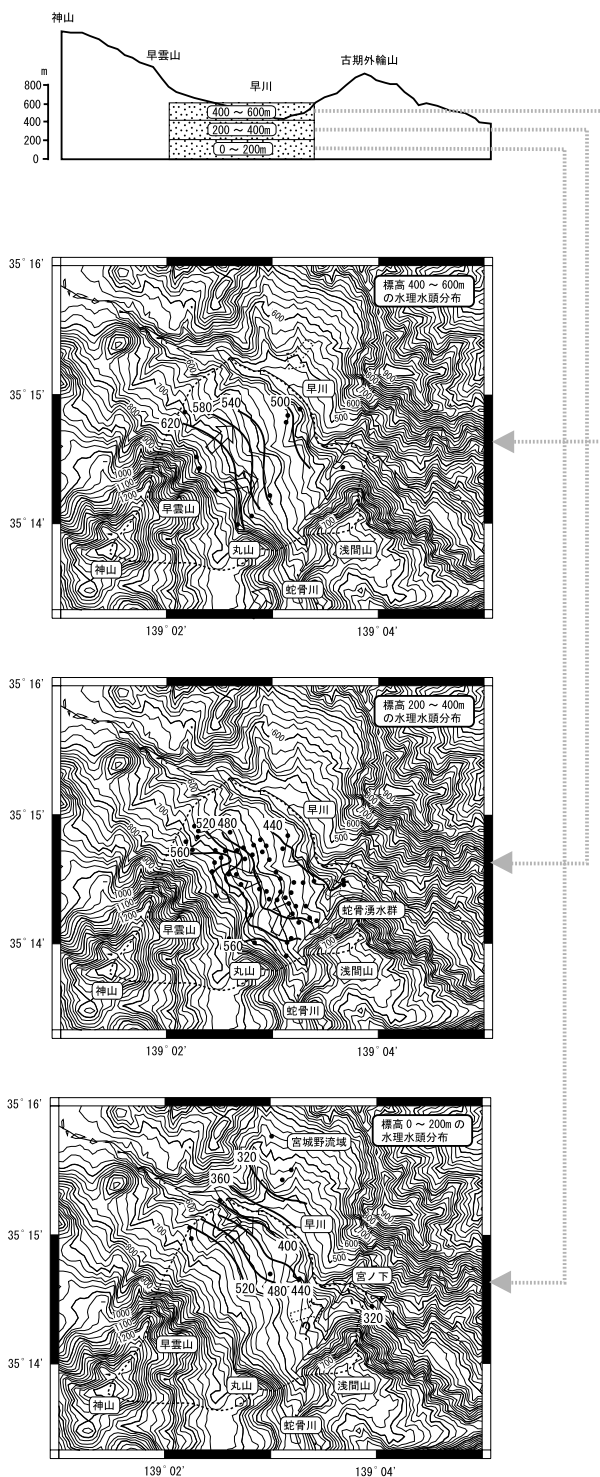 神山
早雲山
早川
古期外輪山
m
800
600
400
200
0
400 ～ 600m
200 ～ 400m
0 ～ 200m
35° 16'
標高 400 ～ 600m
の水理水頭分布
600
700
35° 15'
早川
500
540
580
620
600
500
35° 14'
早雲山
丸山
浅間山
神山
蛇骨川
139° 02'
139° 04'
35° 16'
標高 200 ～ 400m
の水理水頭分布
600
700
35° 15'
早川
520 480
440
560
600
500
蛇骨湧水群
早雲山
35° 14'
560
丸山
浅間山
神山
蛇骨川
139° 02'
139° 04'
35° 16'
標高 0 ～ 200m の
水理水頭分布
宮城野流域
320
360
700
35° 15'
早川
400
600
500
宮ノ下
520
480
440
320
早雲山
35° 14'
丸山
浅間山
神山
蛇骨川
139° 02'
139° 04'